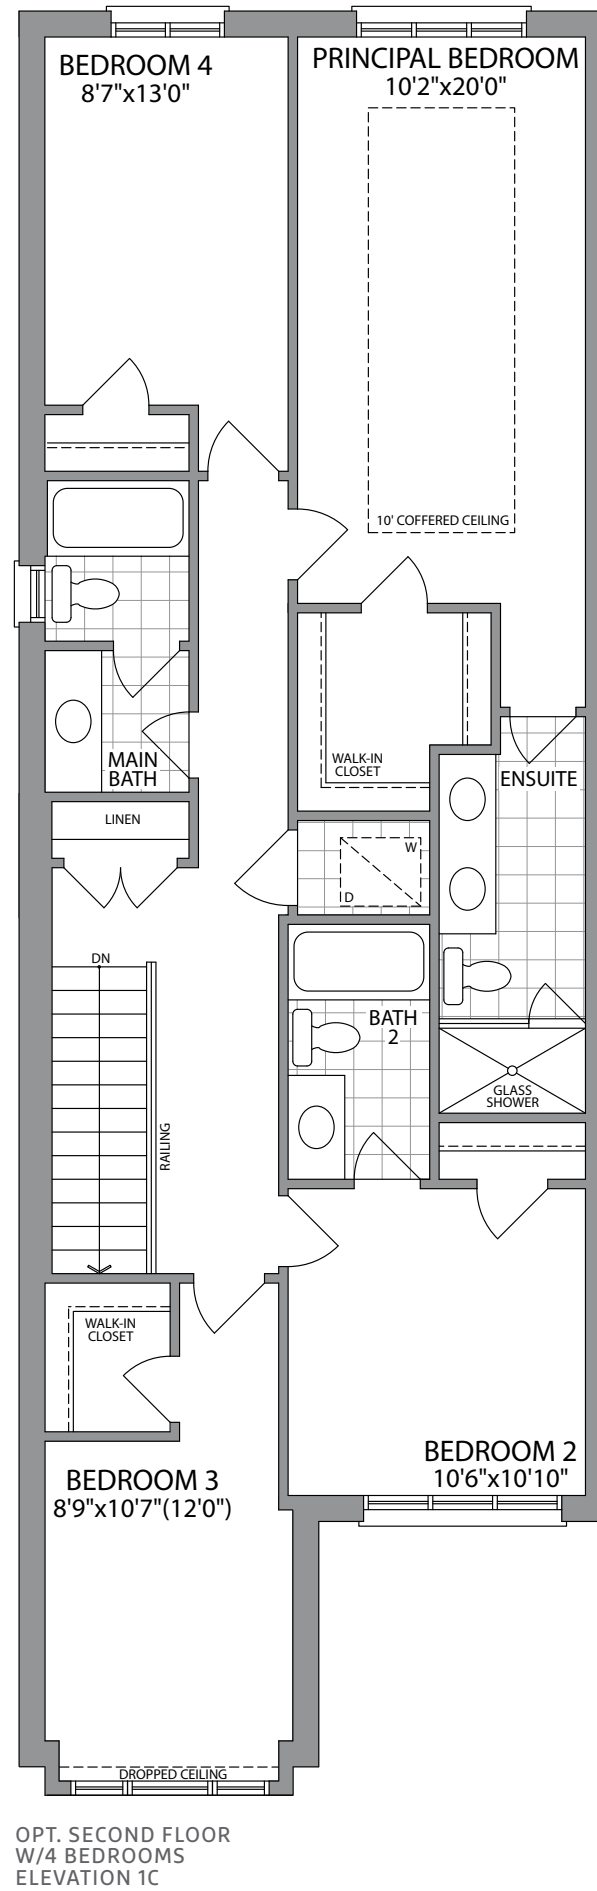 BEDROOM 4
8'7"x13'0"
PRINCIPAL BEDROOM
10'2"x20'0"
10' COFFERED CEILING
WALK-IN
CLOSET
MAIN
BATH
ENSUITE
LINEN
W
D
DN
BATH
2
GLASS
SHOWER
RAILING
WALK-IN
CLOSET
BEDROOM 2
10'6"x10'10"
BEDROOM 3
8'9"x10'7"(12'0")
DROPPED CEILING
OPT. SECOND FLOOR
W/4 BEDROOMS
ELEVATION 1C